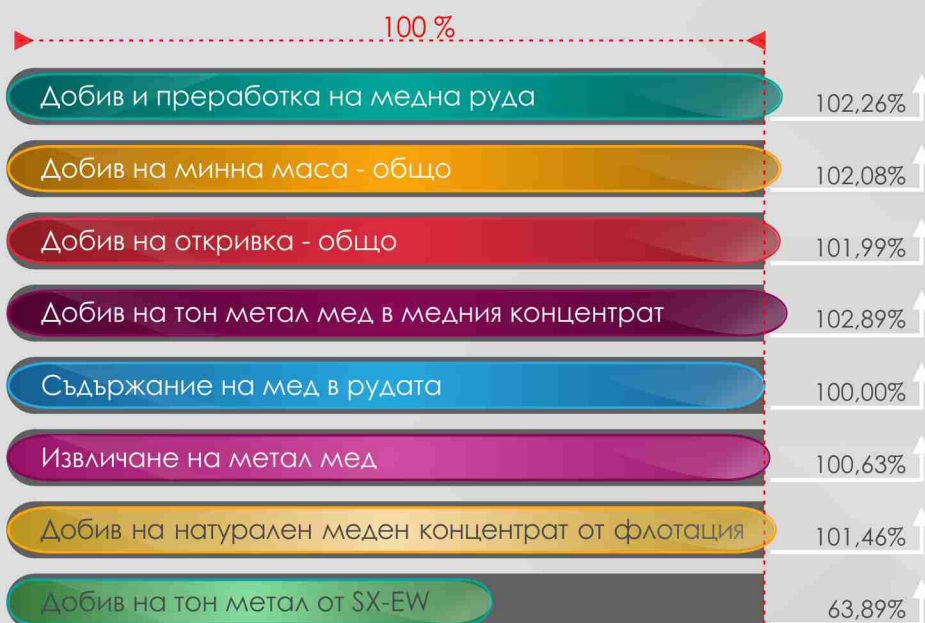 100 %
Добив и преработка на медна руда 102,26%
Добив на минна маса - общо 102,08%
Добив на откривка - общо 101,99%
Добив на тон метал мед в медния концентрат 102,89%
Съдържание на мед в рудата 100,00%
Извличане на метал мед 100,63%
Добив на натурален меден концентрат от флотация 101,46%
Добив на тон метал от SX-EW 63,89%